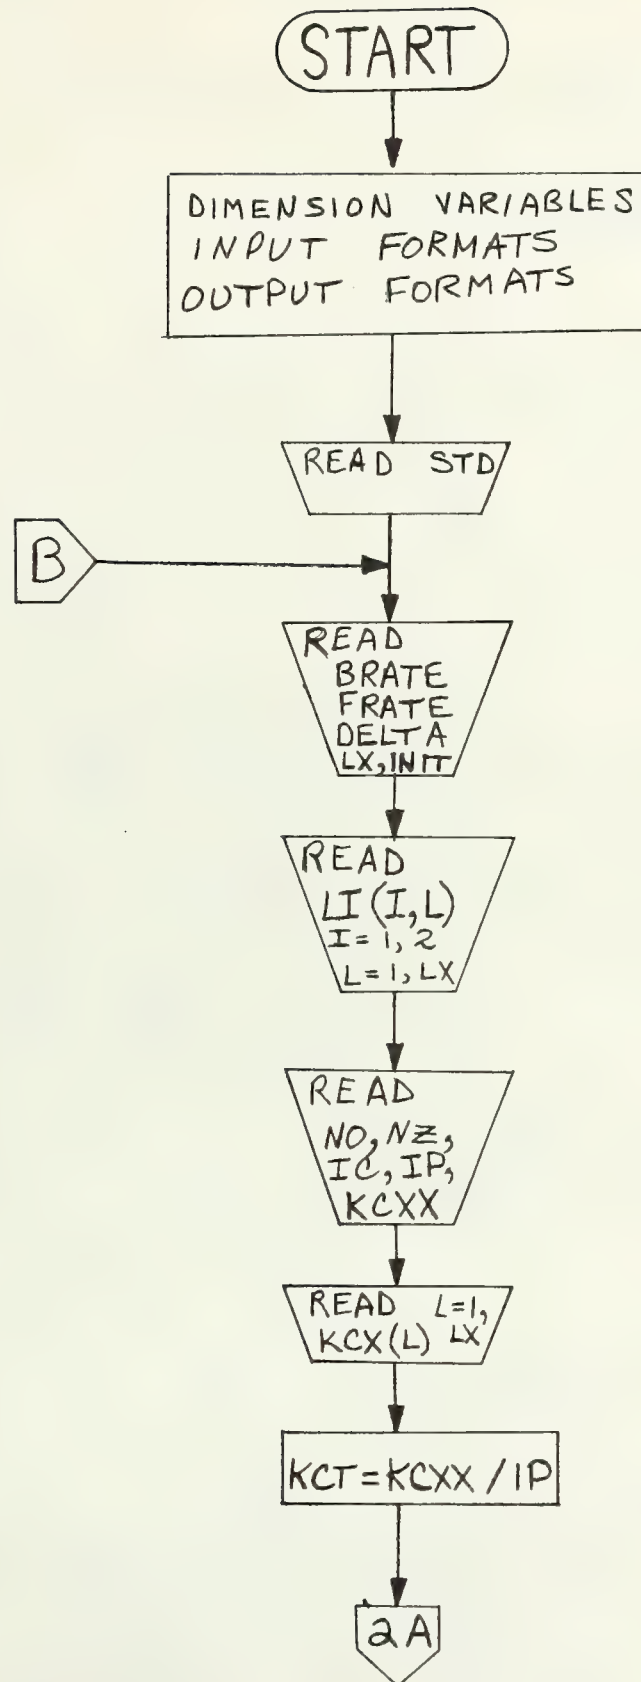 START
DIMENSION VARIABLES
INPUT FORMATS
OUTPUT FORMATS
READ STD
B
READ
BRATE
FRATE
DELTA
LX, INIT
READ
LI(I,L)
I=1,2
L=1,LX
READ
NO, NZ,
IC, IP,
KCXX
READ L=1,
KCX(L) LX
KCT=KCXX/IP
2A